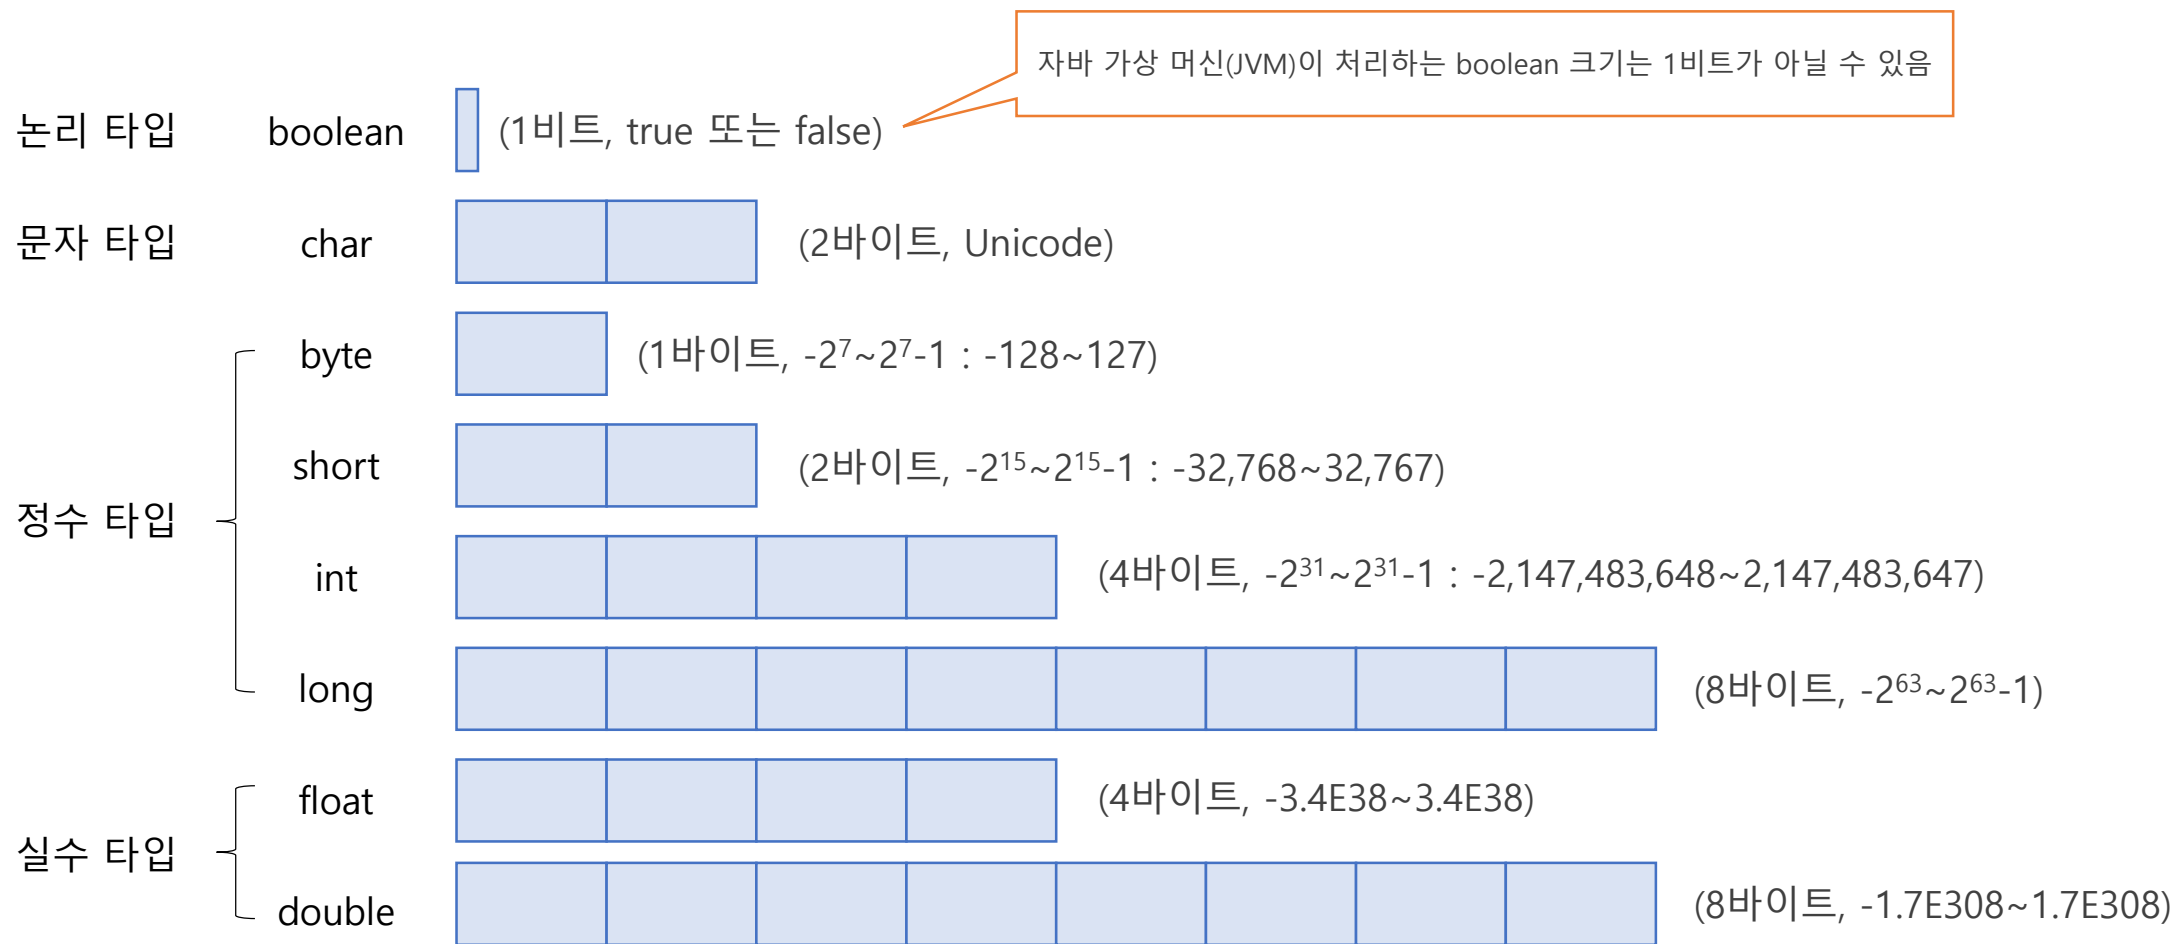 자바 가상 머신(JVM)이 처리하는 boolean 크기는 1비트가 아닐 수 있음
논리 타입 boolean (1비트, true 또는 false)
문자 타입 char (2바이트, Unicode)
byte (1바이트, -2⁷~2⁷-1 : -128~127)
short (2바이트, -2¹⁵~2¹⁵-1 : -32,768~32,767)
정수 타입
int (4바이트, -2³¹~2³¹-1 : -2,147,483,648~2,147,483,647)
long (8바이트, -2⁶³~2⁶³-1)
float (4바이트, -3.4E38~3.4E38)
실수 타입
double (8바이트, -1.7E308~1.7E308)